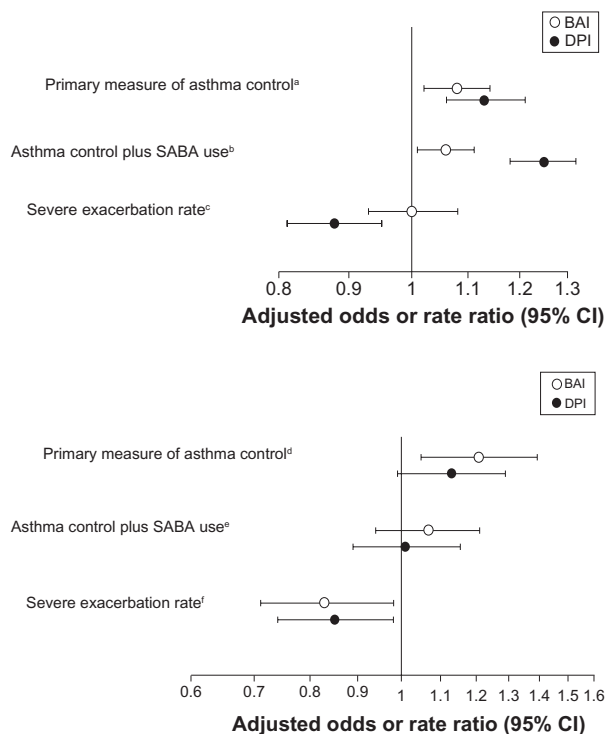 BAI
DPI
Primary measure of asthma controlᵃ
Asthma control plus SABA useᵇ
Severe exacerbation rateᶜ
0.8 0.9 1 1.1 1.2 1.3
Adjusted odds or rate ratio (95% CI)
BAI
DPI
Primary measure of asthma controlᵈ
Asthma control plus SABA useᵉ
Severe exacerbation rateᶠ
0.6 0.7 0.8 0.9 1 1.1 1.2 1.3 1.4 1.5 1.6
Adjusted odds or rate ratio (95% CI)